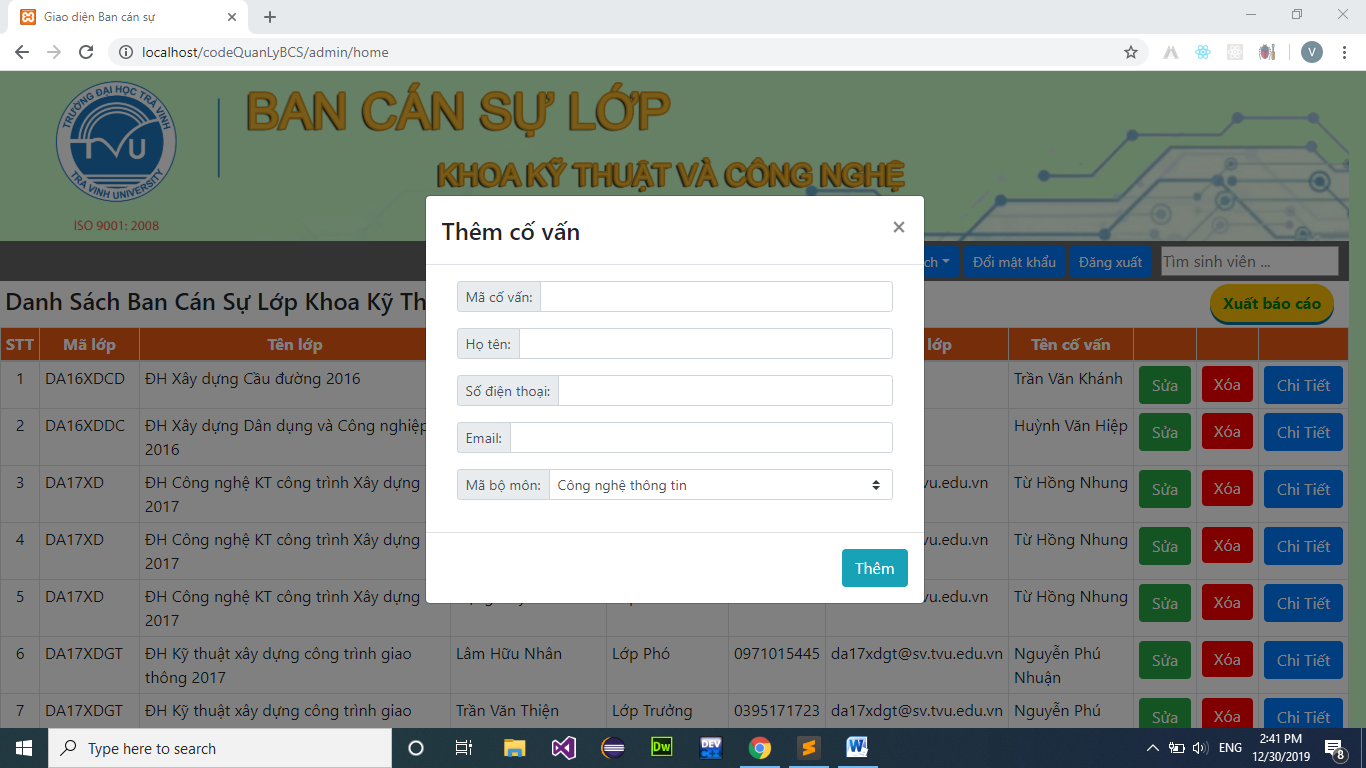 Giao diện Ban cán sự
localhost/codeQuanLyBCS/admin/home
V
TRƯỜNG ĐẠI HỌC TRÀ VINH
TVU
TRA VINH UNIVERSITY
ISO 9001: 2008
BAN CÁN SỰ LỚP
KHOA KỸ THUẬT VÀ CÔNG NGHỆ
ch Đổi mật khẩu Đăng xuất Tìm sinh viên ...
Danh Sách Ban Cán Sự Lớp Khoa Kỹ Th
Xuất báo cáo
Thêm cố vấn ×
Mã cố vấn:
Họ tên:
Số điện thoại:
Email:
Mã bộ môn: Công nghệ thông tin
Thêm
STT Mã lớp Tên lớp lớp Tên cố vấn
1 DA16XDCD ĐH Xây dựng Cầu đường 2016 Trần Văn Khánh Sửa Xóa Chi Tiết
2 DA16XDDC ĐH Xây dựng Dân dụng và Công nghiệp Huỳnh Văn Hiệp Sửa Xóa Chi Tiết
2016
3 DA17XD ĐH Công nghệ KT công trình Xây dựng vu.edu.vn Từ Hồng Nhung Sửa Xóa Chi Tiết
2017
4 DA17XD ĐH Công nghệ KT công trình Xây dựng vu.edu.vn Từ Hồng Nhung Sửa Xóa Chi Tiết
2017
5 DA17XD ĐH Công nghệ KT công trình Xây dựng vu.edu.vn Từ Hồng Nhung Sửa Xóa Chi Tiết
2017
6 DA17XDGT ĐH Kỹ thuật xây dựng công trình giao Lâm Hữu Nhân Lớp Phó 0971015445 da17xdgt@sv.tvu.edu.vn Nguyễn Phú Sửa Xóa Chi Tiết
thông 2017 Nhuận
7 DA17XDGT ĐH Kỹ thuật xây dựng công trình giao Trần Văn Thiện Lớp Trưởng 0395171723 da17xdgt@sv.tvu.edu.vn Nguyễn Phú Sửa Xóa Chi Tiết
Type here to search
Dw
DEV
ENG
2:41 PM
12/30/2019
8